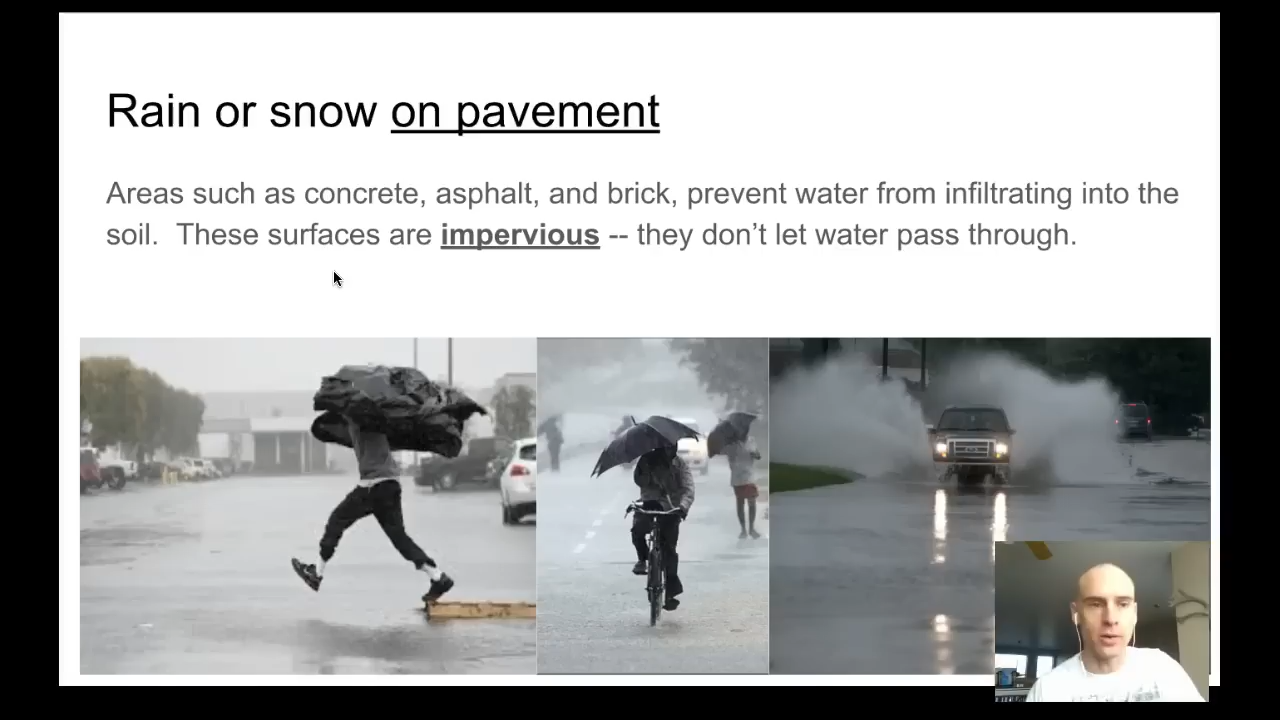 Rain or snow on pavement
Areas such as concrete, asphalt, and brick, prevent water from infiltrating into the
soil.  These surfaces are impervious -- they don’t let water pass through.